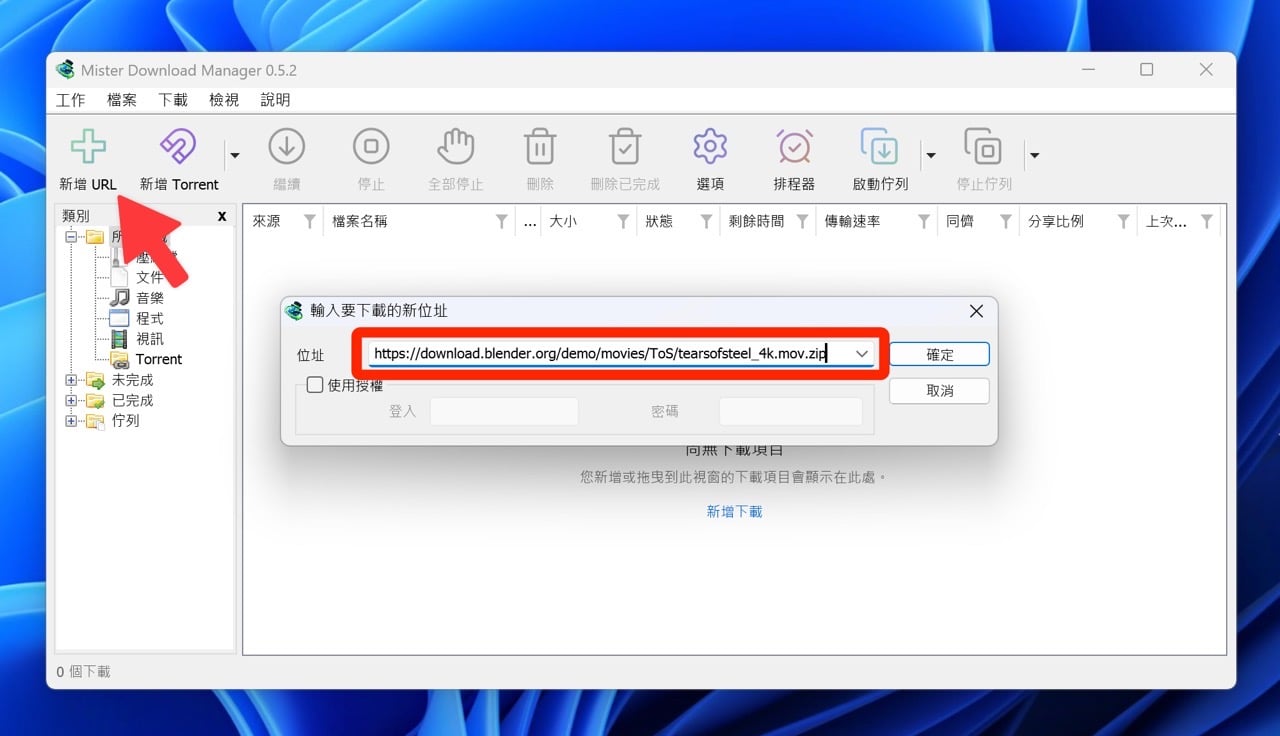 Mister Download Manager 0.5.2
工作 檔案 下載 檢視 說明
新增 URL 新增 Torrent 繼續 停止 全部停止 刪除 刪除已完成 選項 排程器 啟動佇列 停止佇列
類別 x
來源 檔案名稱 ... 大小 狀態 剩餘時間 傳輸速率 同儕 分享比例 上次...
文件
音樂
程式
視訊
Torrent
未完成
已完成
佇列
輸入要下載的新位址
位址 https://download.blender.org/demo/movies/ToS/tearsofsteel_4k.mov.zip 確定
使用授權 取消
登入 密碼
尚無下載項目
您新增或拖曳到此視窗的下載項目會顯示在此處。
新增下載
0 個下載